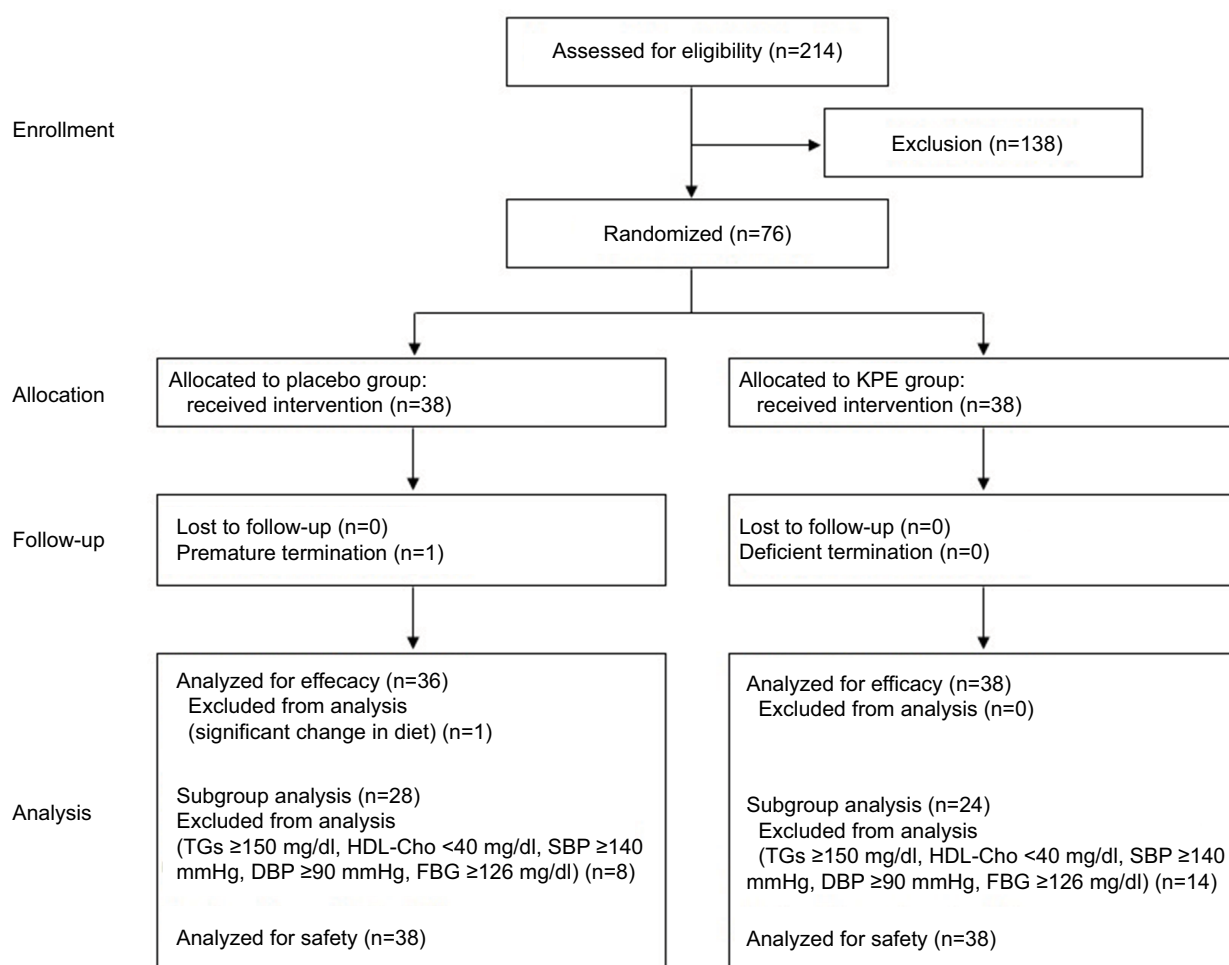 Assessed for eligibility (n=214)
Enrollment
Exclusion (n=138)
Randomized (n=76)
Allocation
Allocated to placebo group:
received intervention (n=38)
Allocated to KPE group:
received intervention (n=38)
Follow-up
Lost to follow-up (n=0)
Premature termination (n=1)
Lost to follow-up (n=0)
Deficient termination (n=0)
Analysis
Analyzed for effecacy (n=36)
Excluded from analysis
(significant change in diet) (n=1)
Subgroup analysis (n=28)
Excluded from analysis
(TGs ≥150 mg/dl, HDL-Cho <40 mg/dl, SBP ≥140
mmHg, DBP ≥90 mmHg, FBG ≥126 mg/dl) (n=8)
Analyzed for safety (n=38)
Analyzed for efficacy (n=38)
Excluded from analysis (n=0)
Subgroup analysis (n=24)
Excluded from analysis
(TGs ≥150 mg/dl, HDL-Cho <40 mg/dl, SBP ≥140
mmHg, DBP ≥90 mmHg, FBG ≥126 mg/dl) (n=14)
Analyzed for safety (n=38)